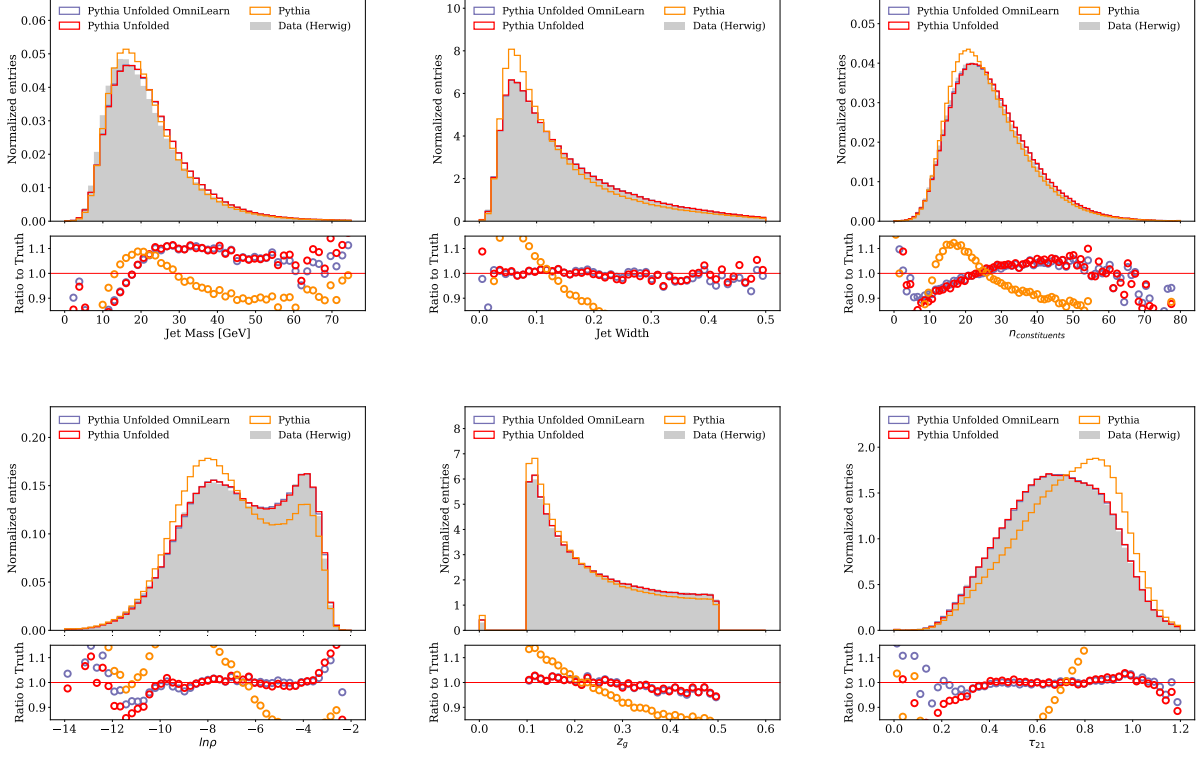 Pythia Unfolded OmniLearn Pythia
Pythia Unfolded Data (Herwig)
Normalized entries
0.06
0.05
0.04
0.03
0.02
0.01
0.00
Ratio to Truth
1.1
1.0
0.9
0 10 20 30 40 50 60 70
Jet Mass [GeV]
Pythia Unfolded OmniLearn Pythia
Pythia Unfolded Data (Herwig)
Normalized entries
10
8
6
4
2
0
Ratio to Truth
1.1
1.0
0.9
0.0 0.1 0.2 0.3 0.4 0.5
Jet Width
Pythia Unfolded OmniLearn Pythia
Pythia Unfolded Data (Herwig)
Normalized entries
0.05
0.04
0.03
0.02
0.01
0.00
Ratio to Truth
1.1
1.0
0.9
0 10 20 30 40 50 60 70 80
n_constituents
Pythia Unfolded OmniLearn Pythia
Pythia Unfolded Data (Herwig)
Normalized entries
0.20
0.15
0.10
0.05
0.00
Ratio to Truth
1.1
1.0
0.9
−14 −12 −10 −8 −6 −4 −2
lnρ
Pythia Unfolded OmniLearn Pythia
Pythia Unfolded Data (Herwig)
Normalized entries
8
7
6
5
4
3
2
1
0
Ratio to Truth
1.1
1.0
0.9
0.0 0.1 0.2 0.3 0.4 0.5 0.6
z_g
Pythia Unfolded OmniLearn Pythia
Pythia Unfolded Data (Herwig)
Normalized entries
2.5
2.0
1.5
1.0
0.5
0.0
Ratio to Truth
1.1
1.0
0.9
0.0 0.2 0.4 0.6 0.8 1.0 1.2
τ_21